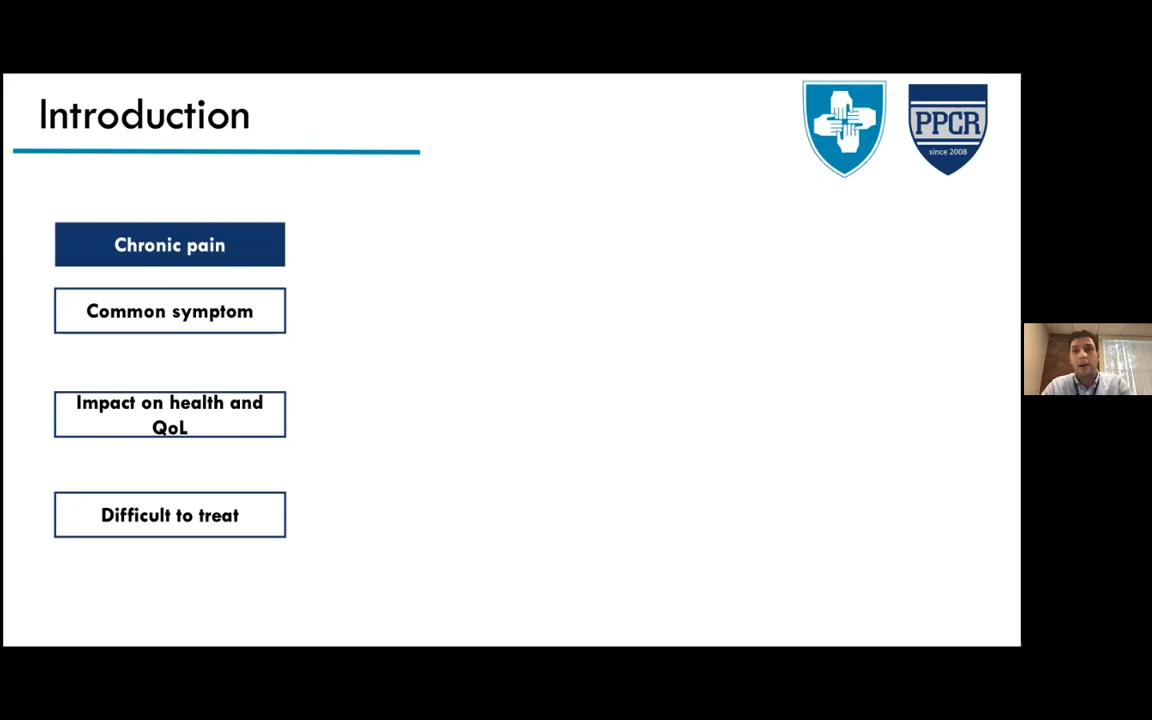 Introduction
PPCR
since 2008
Chronic pain
Common symptom
Impact on health and
QoL
Difficult to treat